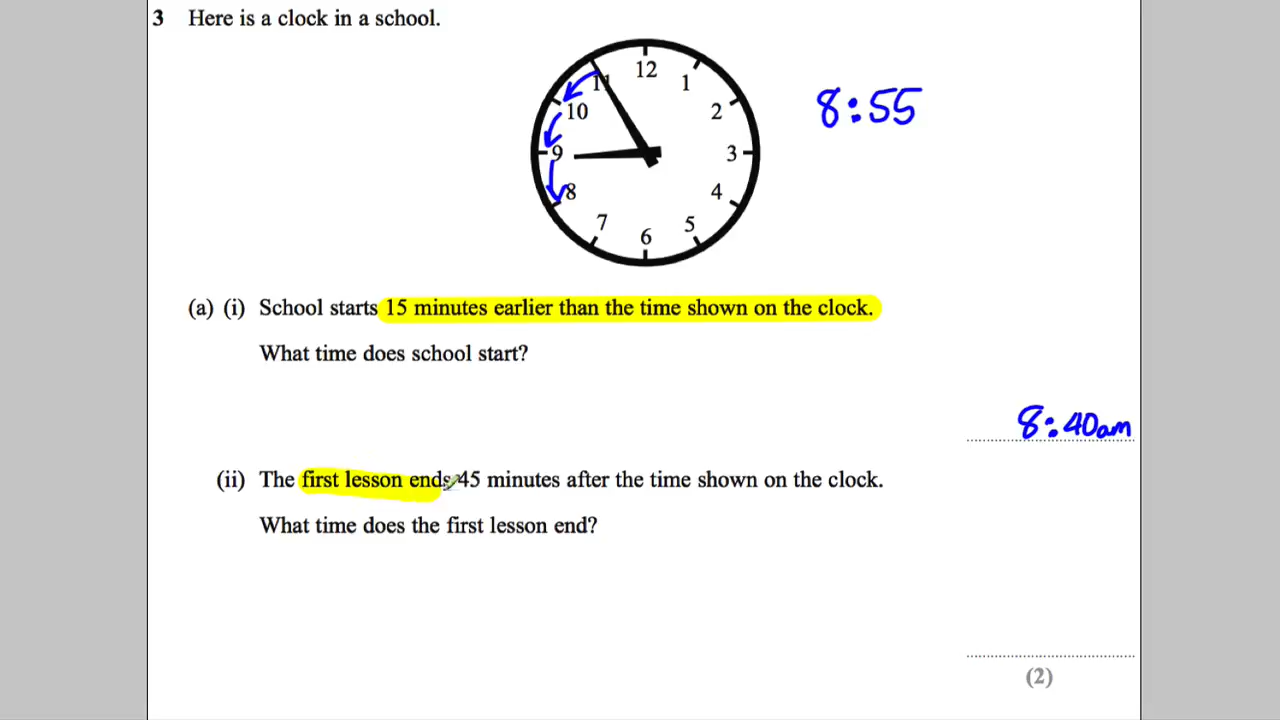 3 Here is a clock in a school.
12
11
1
10
2
8:55
9
3
8
4
7
5
6
(a) (i) School starts 15 minutes earlier than the time shown on the clock.
What time does school start?
8:40am
(ii) The first lesson ends 45 minutes after the time shown on the clock.
What time does the first lesson end?
(2)